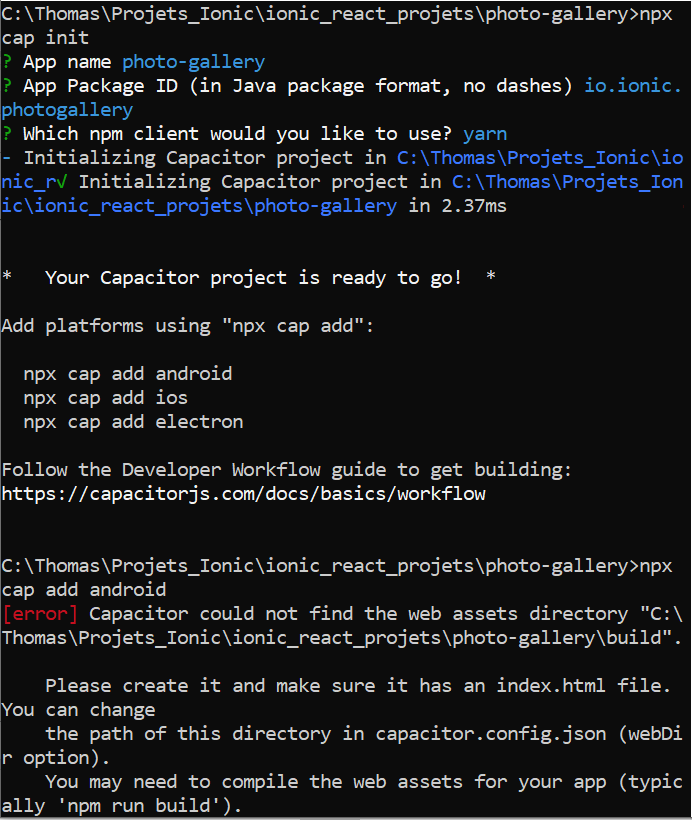 C:\Thomas\Projets_Ionic\ionic_react_projets\photo-gallery>npx
cap init
? App name photo-gallery
? App Package ID (in Java package format, no dashes) io.ionic.
photogallery
? Which npm client would you like to use? yarn
- Initializing Capacitor project in C:\Thomas\Projets_Ionic\io
nic_r√ Initializing Capacitor project in C:\Thomas\Projets_Ion
ic\ionic_react_projets\photo-gallery in 2.37ms
*   Your Capacitor project is ready to go!  *
Add platforms using "npx cap add":
  npx cap add android
  npx cap add ios
  npx cap add electron
Follow the Developer Workflow guide to get building:
https://capacitorjs.com/docs/basics/workflow
C:\Thomas\Projets_Ionic\ionic_react_projets\photo-gallery>npx
cap add android
[error] Capacitor could not find the web assets directory "C:\
Thomas\Projets_Ionic\ionic_react_projets\photo-gallery\build".
    Please create it and make sure it has an index.html file.
You can change
    the path of this directory in capacitor.config.json (webDi
r option).
    You may need to compile the web assets for your app (typic
ally 'npm run build').